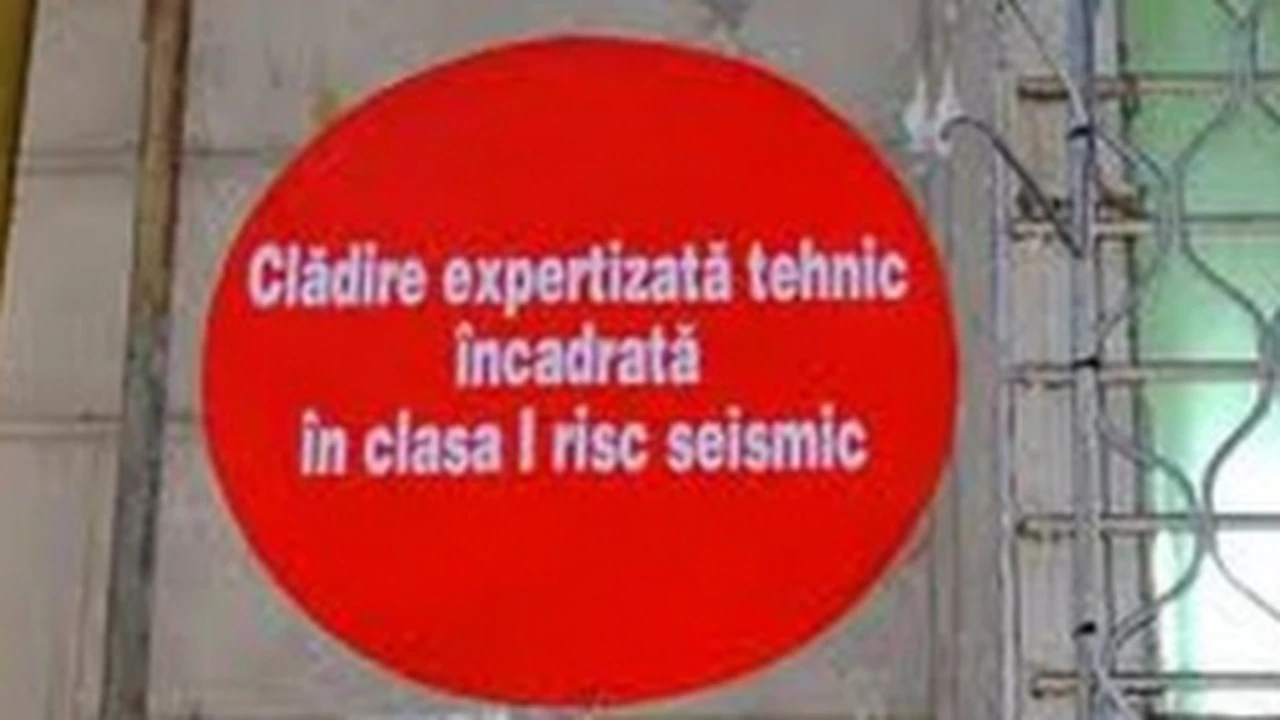 Clădire expertizată tehnic
încadrată
în clasa I risc seismic